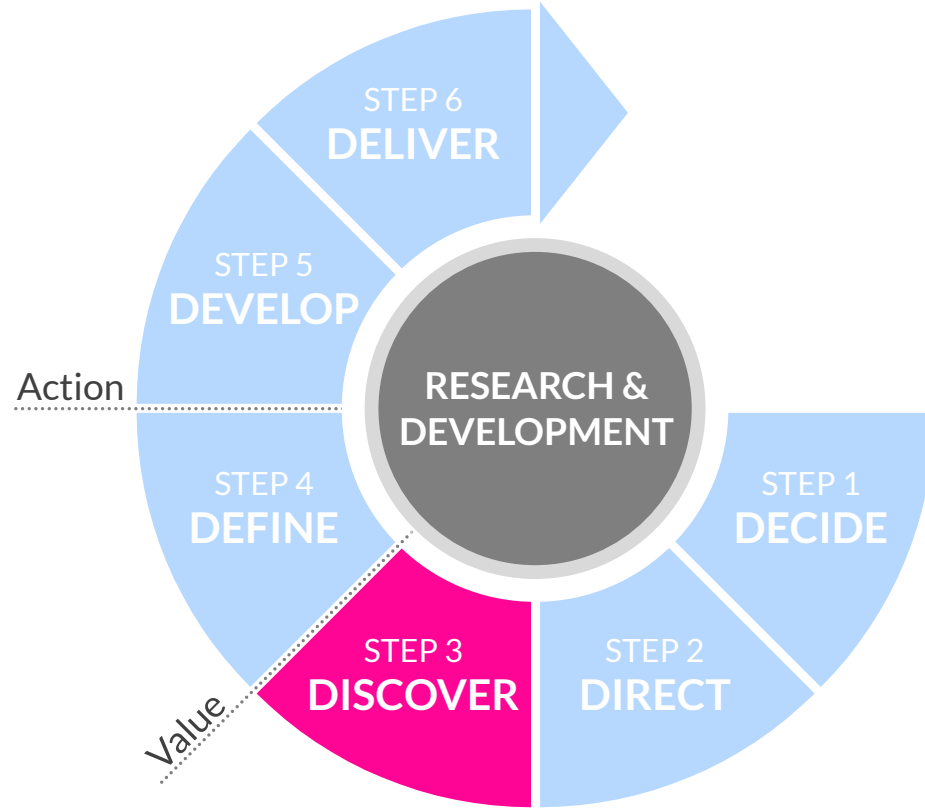 STEP 6
DELIVER
STEP 5
DEVELOP
Action
RESEARCH &
DEVELOPMENT
STEP 4
DEFINE
STEP 1
DECIDE
STEP 3
DISCOVER
STEP 2
DIRECT
Value